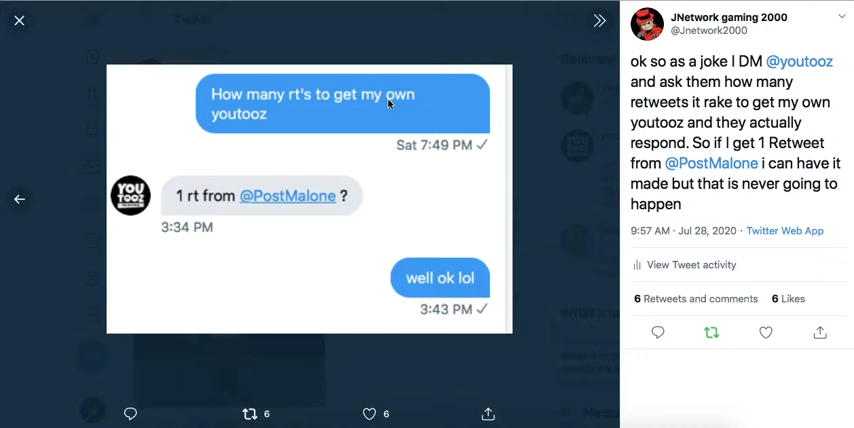 How many rt's to get my own
youtooz
Sat 7:49 PM
YOU
TOOZ
1 rt from @PostMalone ?
3:34 PM
well ok lol
3:43 PM
6
6
JNetwork gaming 2000
@Jnetwork2000
ok so as a joke I DM @youtooz
and ask them how many
retweets it rake to get my own
youtooz and they actually
respond. So if I get 1 Retweet
from @PostMalone i can have it
made but that is never going to
happen
9:57 AM · Jul 28, 2020 · Twitter Web App
View Tweet activity
6 Retweets and comments 6 Likes